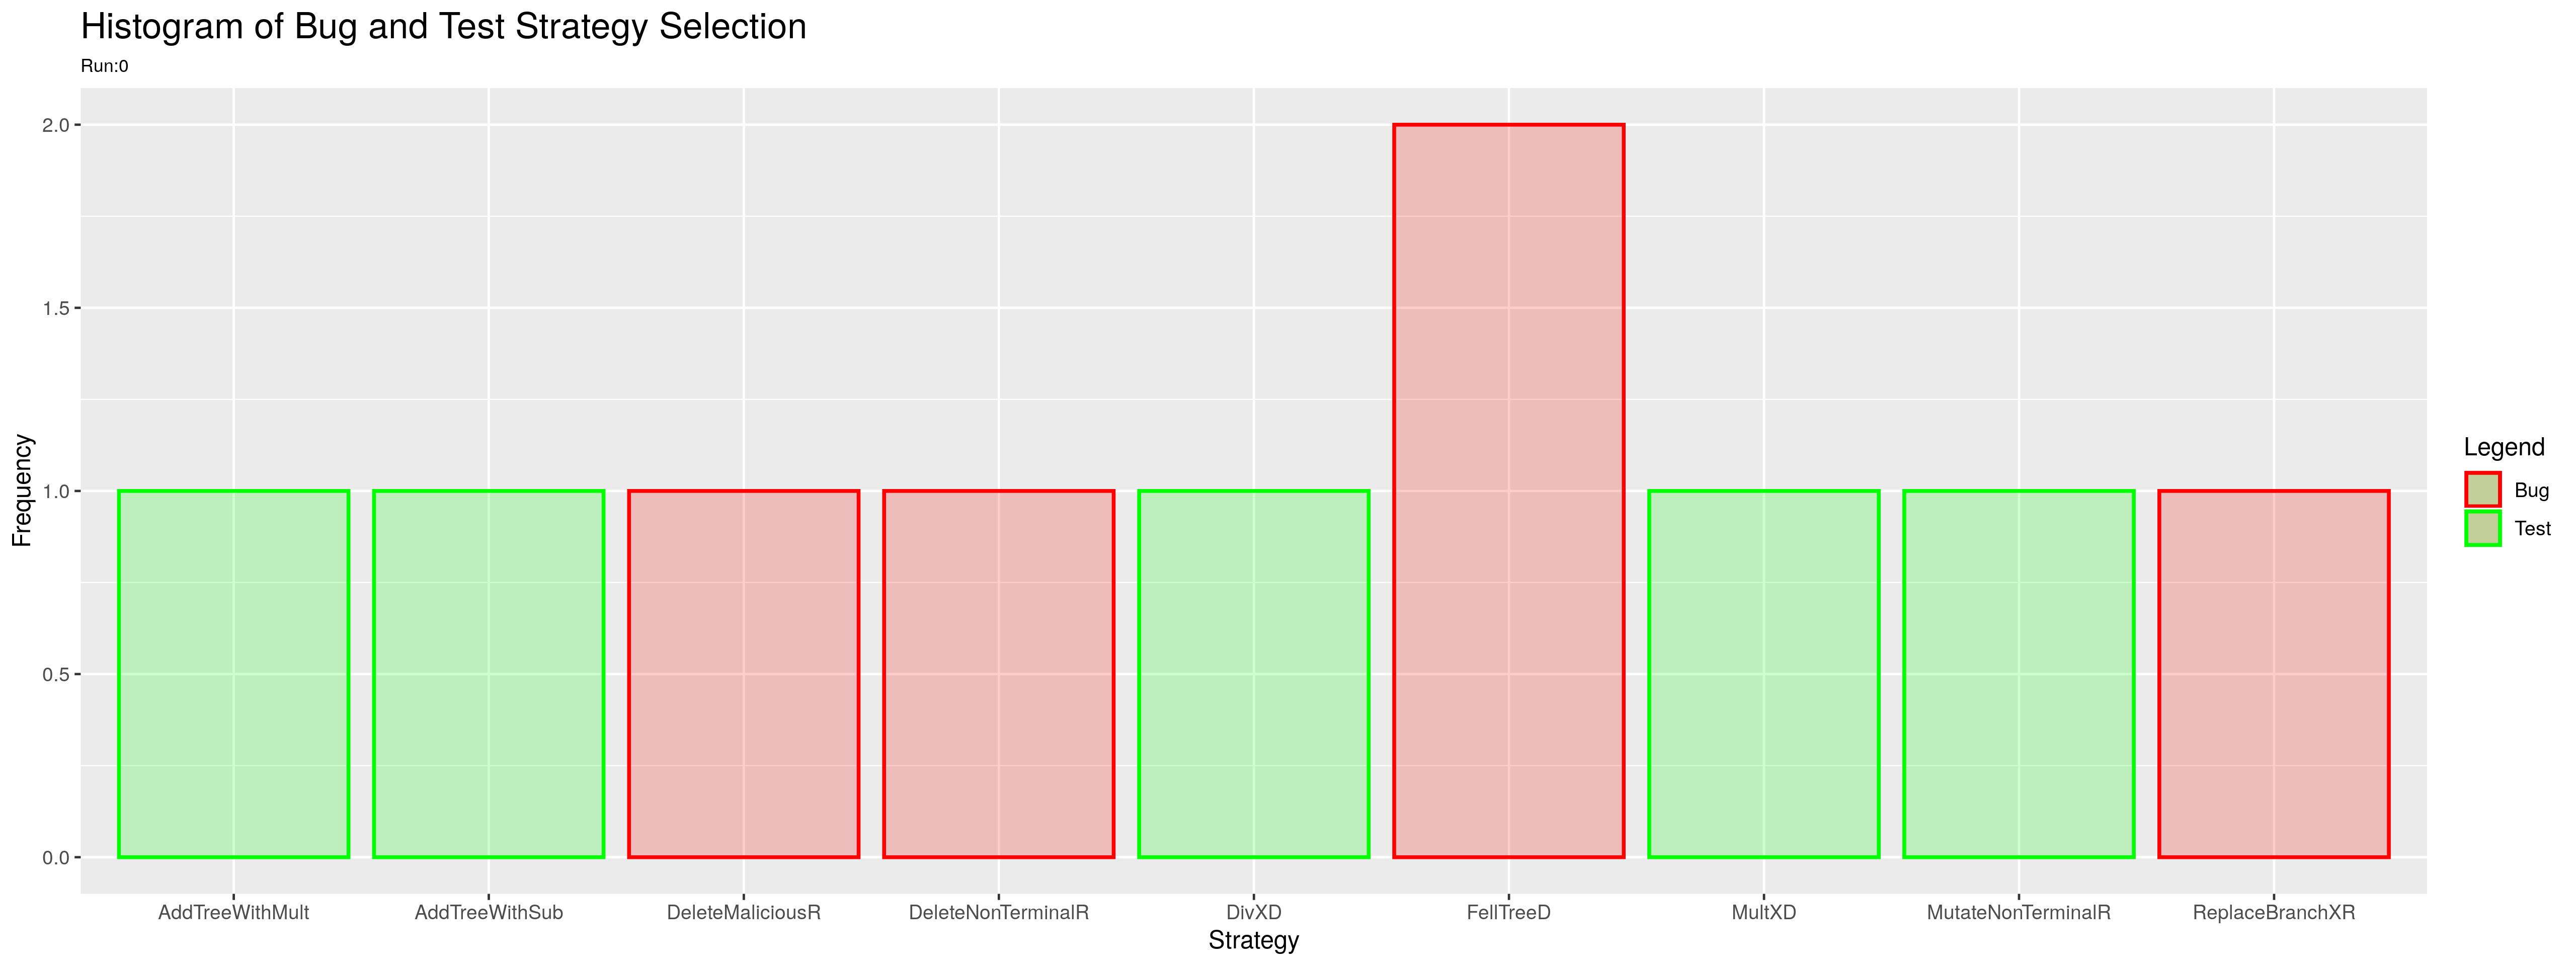 Histogram of Bug and Test Strategy Selection
Run:0
Frequency
2.0
1.5
1.0
0.5
0.0
AddTreeWithMult AddTreeWithSub DeleteMaliciousR DeleteNonTerminalR DivXD FellTreeD MultXD MutateNonTerminalR ReplaceBranchXR
Strategy
Legend
Bug
Test